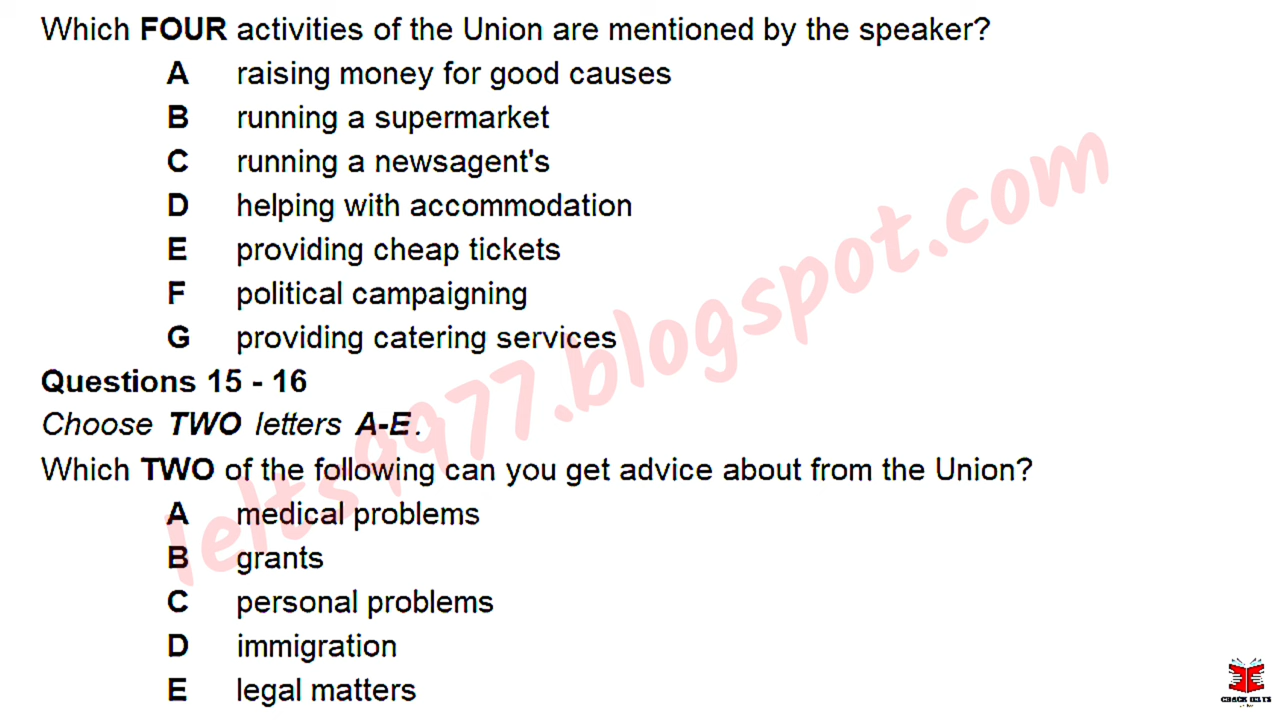 Which FOUR activities of the Union are mentioned by the speaker?
A raising money for good causes
B running a supermarket
C running a newsagent's
D helping with accommodation
E providing cheap tickets
F political campaigning
G providing catering services
Questions 15 - 16
Choose TWO letters A-E.
Which TWO of the following can you get advice about from the Union?
A medical problems
B grants
C personal problems
D immigration
E legal matters
ielts9977.blogspot.com
CRACK IELTS